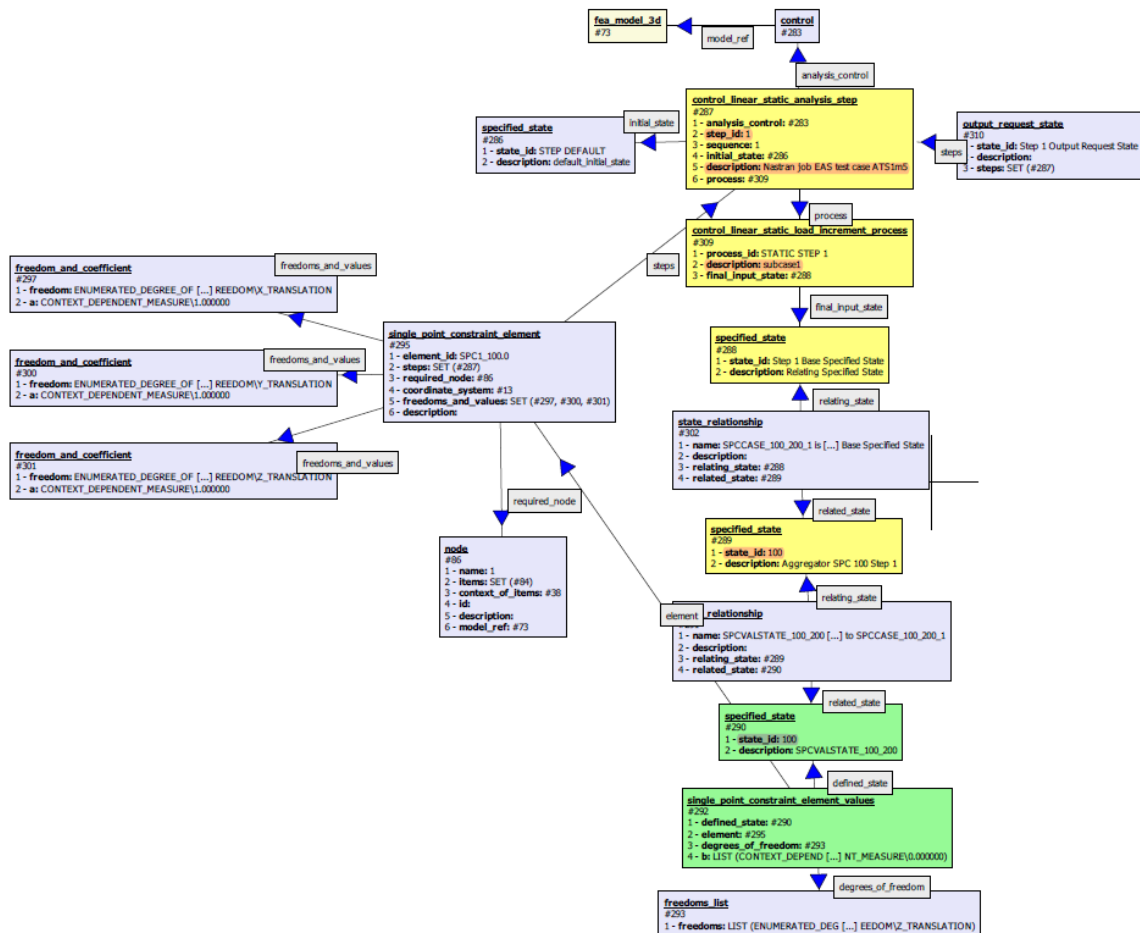 fea_model_3d
#73
control
#283
model_ref
analysis_control
control_linear_static_analysis_step
#287
1 - analysis_control: #283
2 - step_id: 1
3 - sequence: 1
4 - initial_state: #286
5 - description: Nastran job EAS test case ATS1m5
6 - process: #309
initial_state
specified_state
#286
1 - state_id: STEP DEFAULT
2 - description: default_initial_state
output_request_state
#310
1 - state_id: Step 1 Output Request State
2 - description:
3 - steps: SET (#287)
steps
process
control_linear_static_load_increment_process
#309
1 - process_id: STATIC STEP 1
2 - description: subcase1
3 - final_input_state: #288
steps
final_input_state
freedom_and_coefficient
#297
1 - freedom: ENUMERATED_DEGREE_OF [...] REEDOM\X_TRANSLATION
2 - a: CONTEXT_DEPENDENT_MEASURE\1.000000
freedoms_and_values
freedom_and_coefficient
#300
1 - freedom: ENUMERATED_DEGREE_OF [...] REEDOM\Y_TRANSLATION
2 - a: CONTEXT_DEPENDENT_MEASURE\1.000000
freedoms_and_values
freedom_and_coefficient
#301
1 - freedom: ENUMERATED_DEGREE_OF [...] REEDOM\Z_TRANSLATION
2 - a: CONTEXT_DEPENDENT_MEASURE\1.000000
freedoms_and_values
single_point_constraint_element
#295
1 - element_id: SPC1_100.0
2 - steps: SET (#287)
3 - required_node: #86
4 - coordinate_system: #13
5 - freedoms_and_values: SET (#297, #300, #301)
6 - description:
specified_state
#288
1 - state_id: Step 1 Base Specified State
2 - description: Relating Specified State
relating_state
state_relationship
#302
1 - name: SPCCASE_100_200_1 is [...] Base Specified State
2 - description:
3 - relating_state: #288
4 - related_state: #289
related_state
required_node
node
#86
1 - name: 1
2 - items: SET (#84)
3 - context_of_items: #38
4 - id:
5 - description:
6 - model_ref: #73
specified_state
#289
1 - state_id: 100
2 - description: Aggregator SPC 100 Step 1
relating_state
element
_relationship
1 - name: SPCVALSTATE_100_200 [...] to SPCCASE_100_200_1
2 - description:
3 - relating_state: #289
4 - related_state: #290
related_state
specified_state
#290
1 - state_id: 100
2 - description: SPCVALSTATE_100_200
defined_state
single_point_constraint_element_values
#292
1 - defined_state: #290
2 - element: #295
3 - degrees_of_freedom: #293
4 - b: LIST (CONTEXT_DEPEND [...] NT_MEASURE\0.000000)
degrees_of_freedom
freedoms_list
#293
1 - freedoms: LIST (ENUMERATED_DEG [...] EEDOM\Z_TRANSLATION)